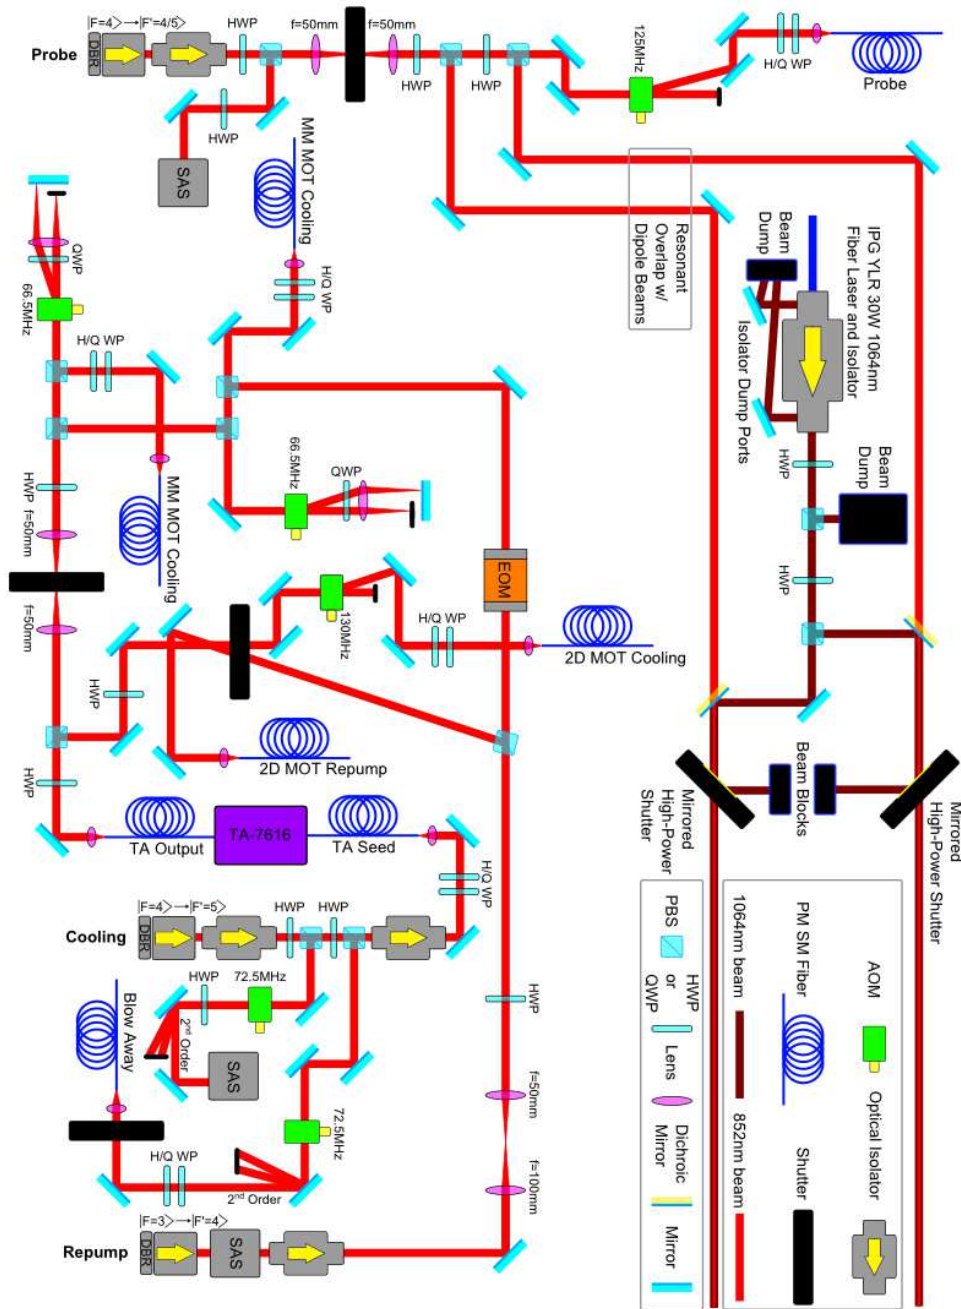 |F=4⟩→|F'=4/5⟩
DBR
Probe
HWP
f=50mm
f=50mm
HWP
HWP
125MHz
H/Q WP
Probe
HWP
SAS
MM MOT Cooling
H/Q WP
Resonant
Overlap w/
Dipole Beams
Beam
Dump
IPG YLR 30W 1064nm
Fiber Laser and Isolator
Isolator Dump Ports
HWP
Beam
Dump
HWP
QWP
66.5MHz
H/Q WP
HWP
f=50mm
MM MOT Cooling
66.5MHz
QWP
EOM
f=50mm
130MHz
H/Q WP
2D MOT Cooling
HWP
2D MOT Repump
HWP
TA Output
TA-7616
TA Seed
H/Q WP
Beam Blocks
Mirrored
High-Power
Shutter
Mirrored
High-Power Shutter
|F=4⟩→|F'=5⟩
DBR
Cooling
HWP
HWP
HWP
72.5MHz
2nd Order
SAS
Blow Away
72.5MHz
H/Q WP
2nd Order
HWP
f=50mm
f=100mm
|F=3⟩→|F'=4⟩
DBR
Repump
SAS
AOM
Optical Isolator
PM SM Fiber
Shutter
1064nm beam
852nm beam
PBS
HWP
or
QWP
Lens
Dichroic
Mirror
Mirror